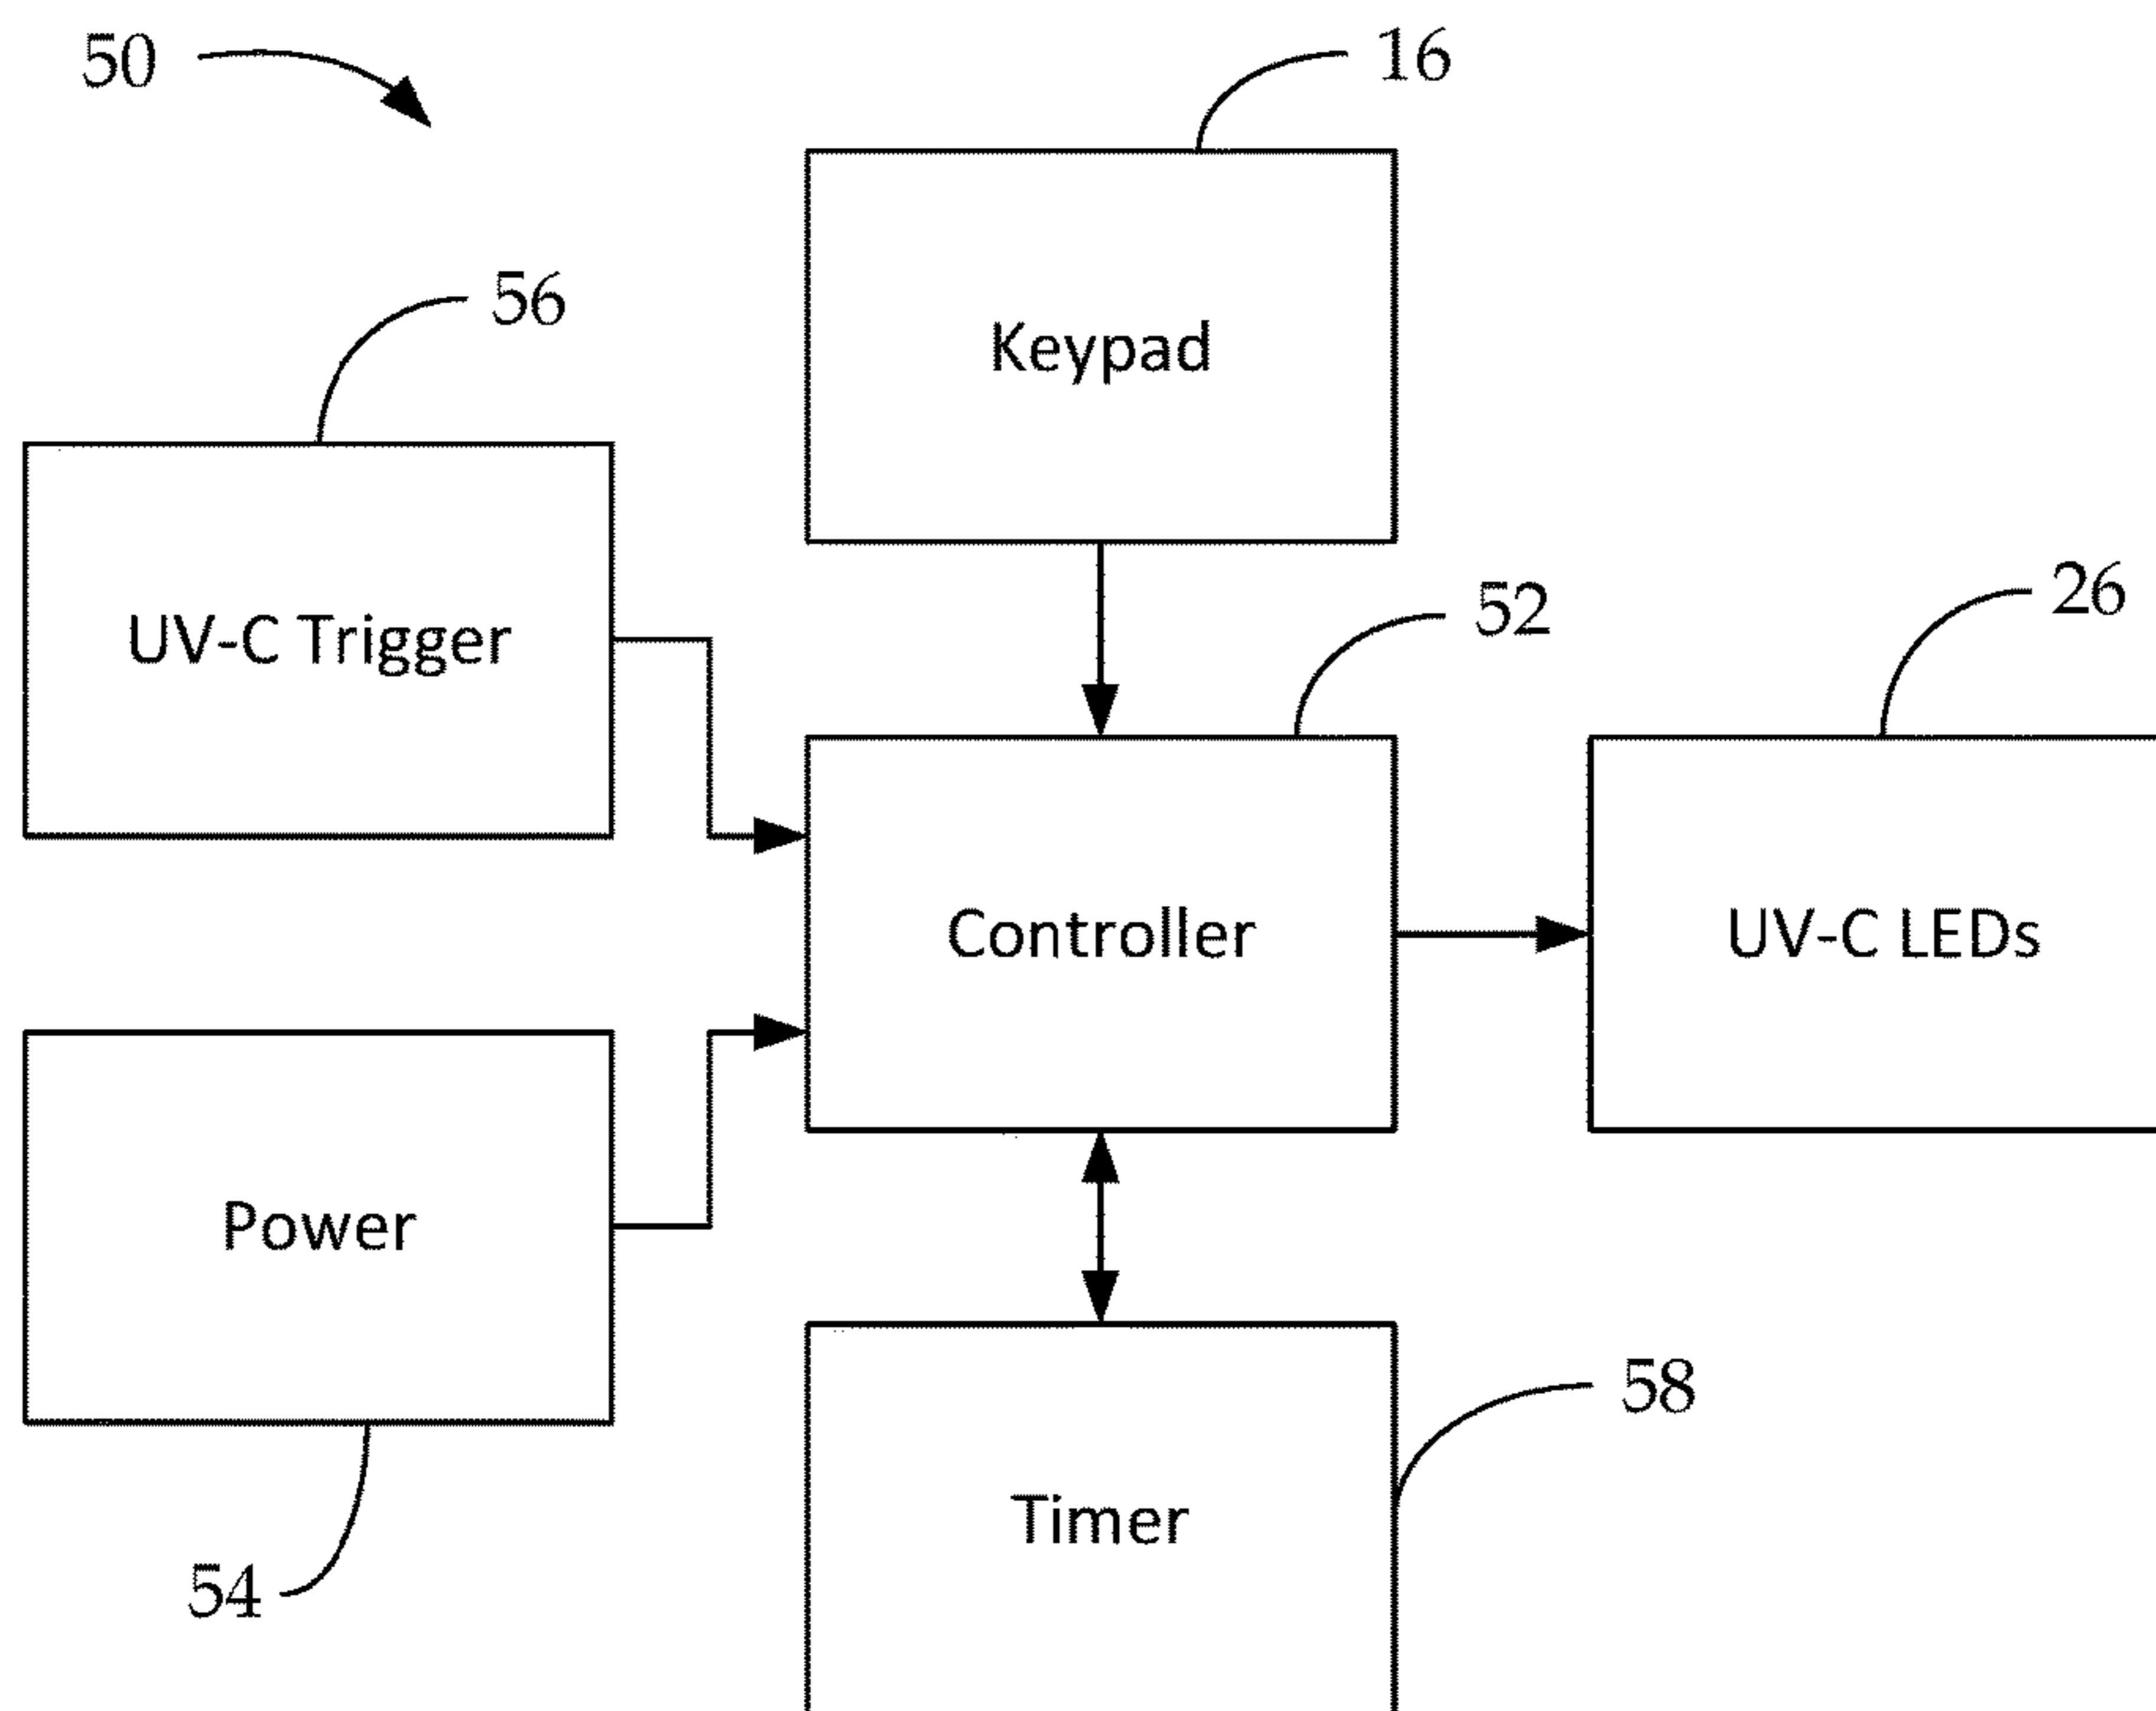 50
16
56
Keypad
52
26
UV-C Trigger
Controller
UV-C LEDs
Power
58
Timer
54